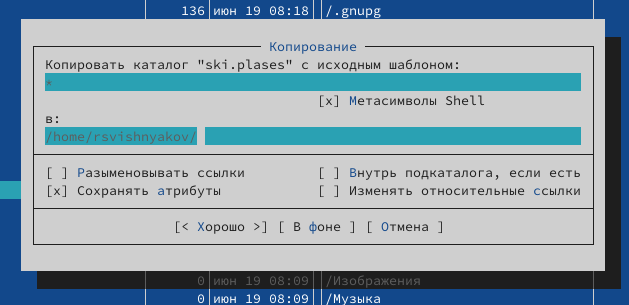 136 июн 19 08:18 /.gnupg
Копирование
Копировать каталог "ski.plases" с исходным шаблоном:
*
[x] Метасимволы Shell
в:
/home/rsvishnyakov/
[ ] Разыменовывать ссылки [ ] Внутрь подкаталога, если есть
[x] Сохранять атрибуты [ ] Изменять относительные ссылки
[< Хорошо >] [ В фоне ] [ Отмена ]
0 июн 19 08:09 /Изображения
0 июн 19 08:09 /Музыка